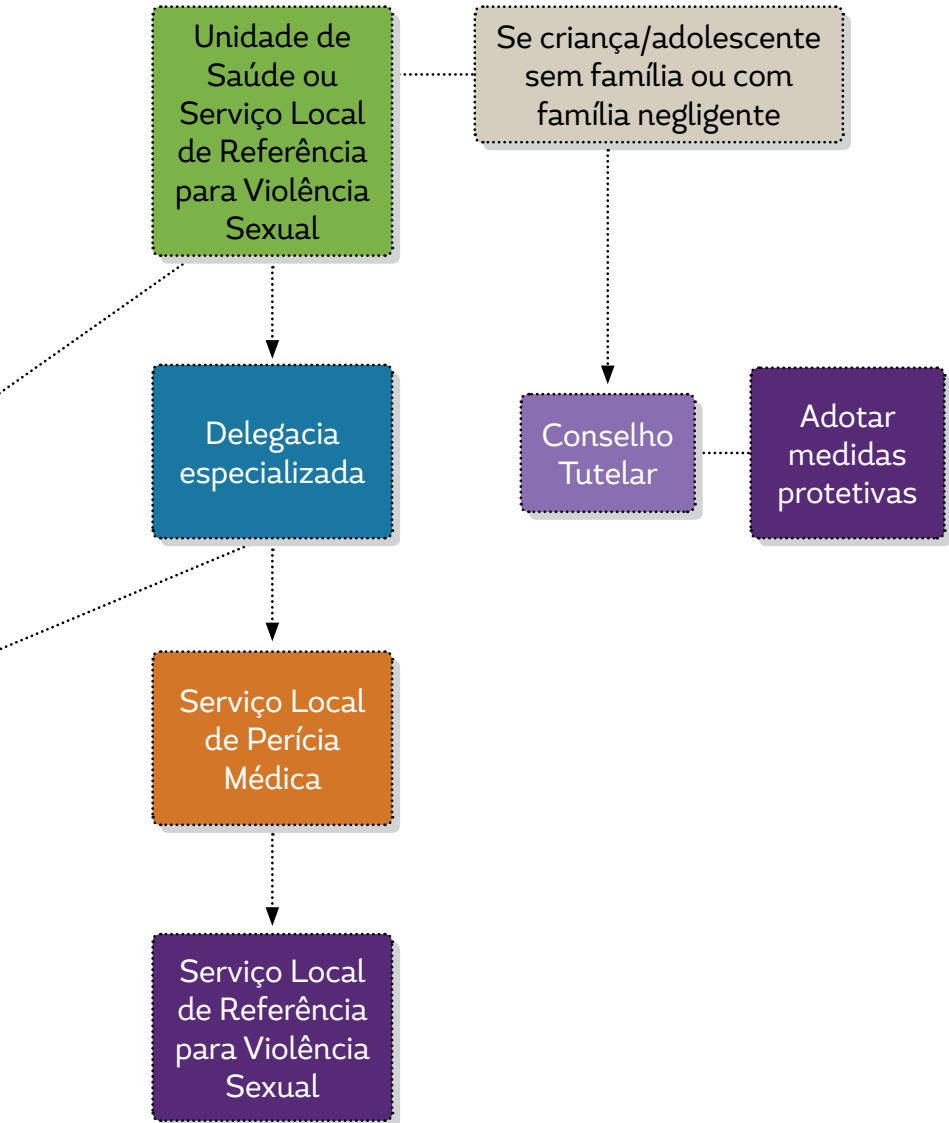 Unidade de
Saúde ou
Serviço Local
de Referência
para Violência
Sexual
Se criança/adolescente
sem família ou com
família negligente
Delegacia
especializada
Conselho
Tutelar
Adotar
medidas
protetivas
Serviço Local
de Perícia
Médica
Serviço Local
de Referência
para Violência
Sexual